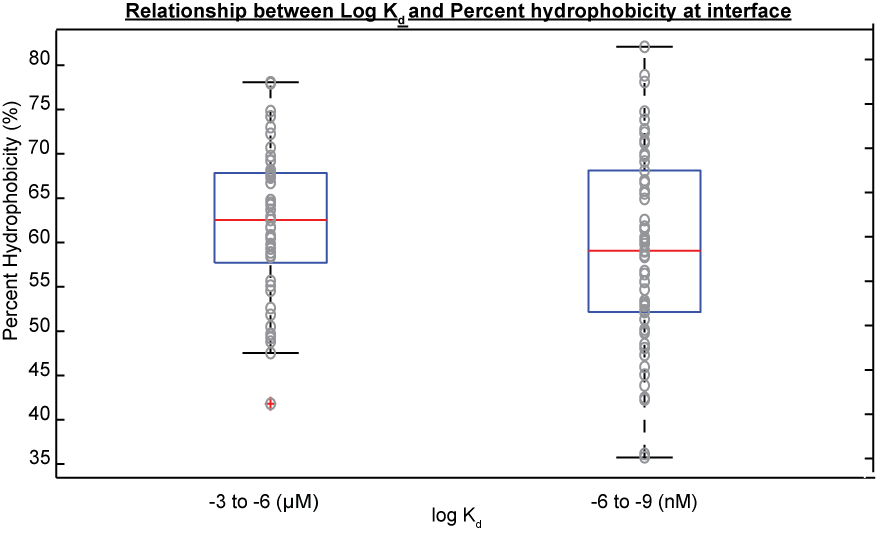 Relationship between Log Kd and Percent hydrophobicity at interface
Percent Hydrophobicity (%)
80
75
70
65
60
55
50
45
40
35
-3 to -6 (µM)
-6 to -9 (nM)
log Kd